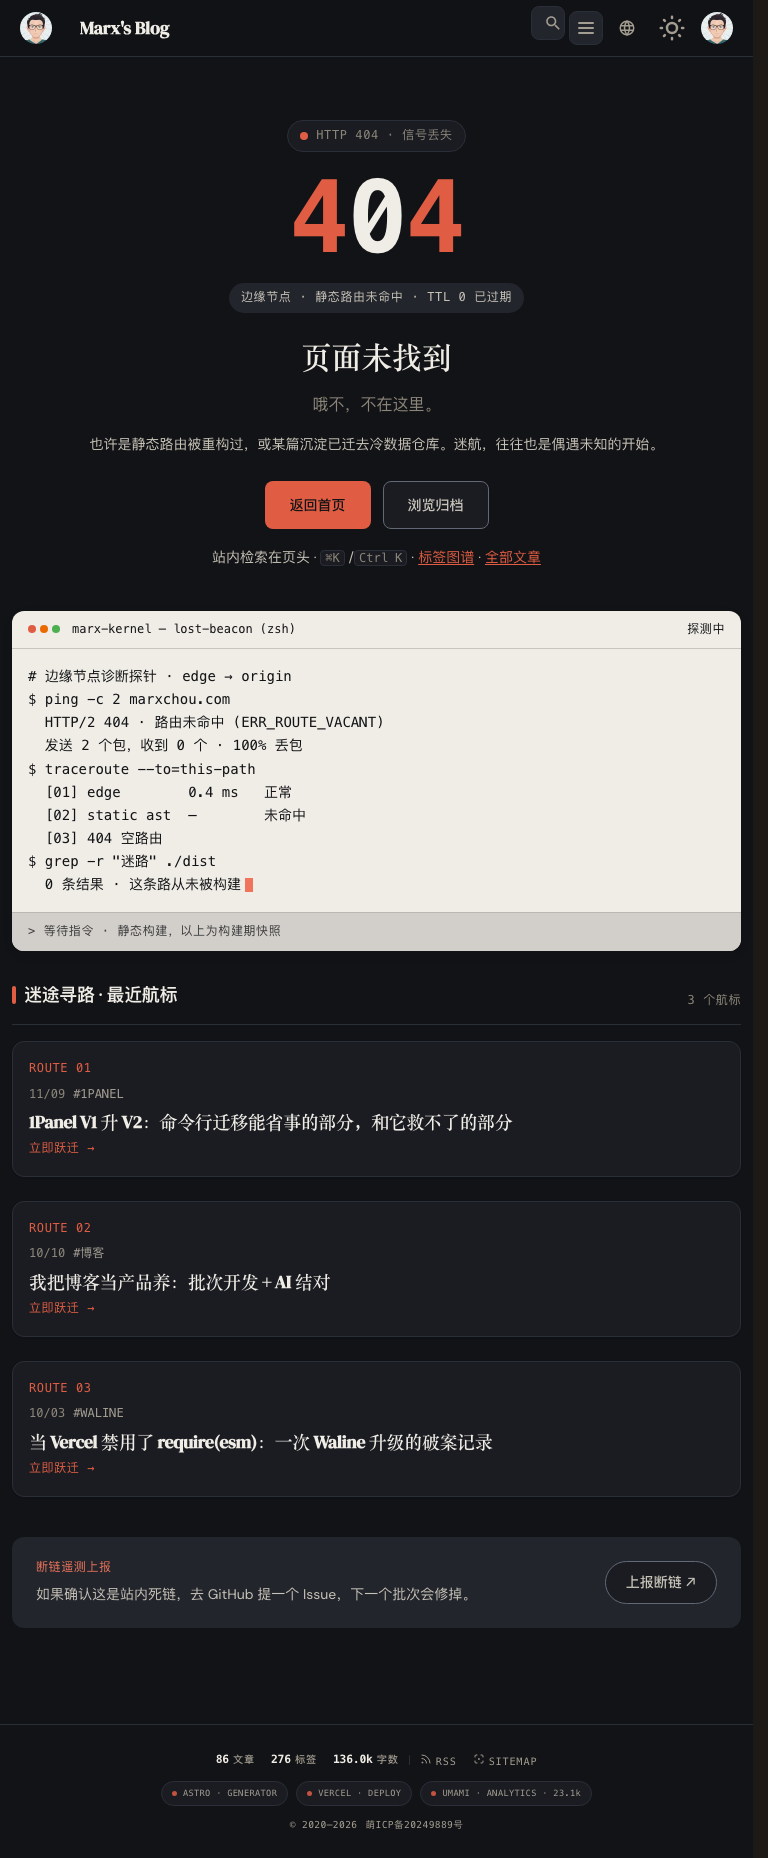 Marx's Blog
HTTP 404 · 信号丢失
404
边缘节点 · 静态路由未命中 · TTL 0 已过期
页面未找到
哦不，不在这里。
也许是静态路由被重构过，或某篇沉淀已迁去冷数据仓库。迷航，往往也是偶遇未知的开始。
返回首页 浏览归档
站内检索在页头 · ⌘K / Ctrl K · 标签图谱 · 全部文章
marx-kernel — lost-beacon (zsh) 探测中
# 边缘节点诊断探针 · edge → origin
$ ping -c 2 marxchou.com
HTTP/2 404 · 路由未命中 (ERR_ROUTE_VACANT)
发送 2 个包，收到 0 个 · 100% 丢包
$ traceroute --to=this-path
[01] edge 0.4 ms 正常
[02] static ast — 未命中
[03] 404 空路由
$ grep -r "迷路" ./dist
0 条结果 · 这条路从未被构建
> 等待指令 · 静态构建，以上为构建期快照
迷途寻路 · 最近航标 3 个航标
ROUTE 01
11/09 #1PANEL
1Panel V1 升 V2：命令行迁移能省事的部分，和它救不了的部分
立即跃迁 →
ROUTE 02
10/10 #博客
我把博客当产品养：批次开发 + AI 结对
立即跃迁 →
ROUTE 03
10/03 #WALINE
当 Vercel 禁用了 require(esm)：一次 Waline 升级的破案记录
立即跃迁 →
断链遥测上报
如果确认这是站内死链，去 GitHub 提一个 Issue，下一个批次会修掉。
上报断链 ↗
86 文章 276 标签 136.0k 字数 RSS SITEMAP
ASTRO · GENERATOR VERCEL · DEPLOY UMAMI · ANALYTICS · 23.1k
© 2020—2026 萌ICP备20249889号